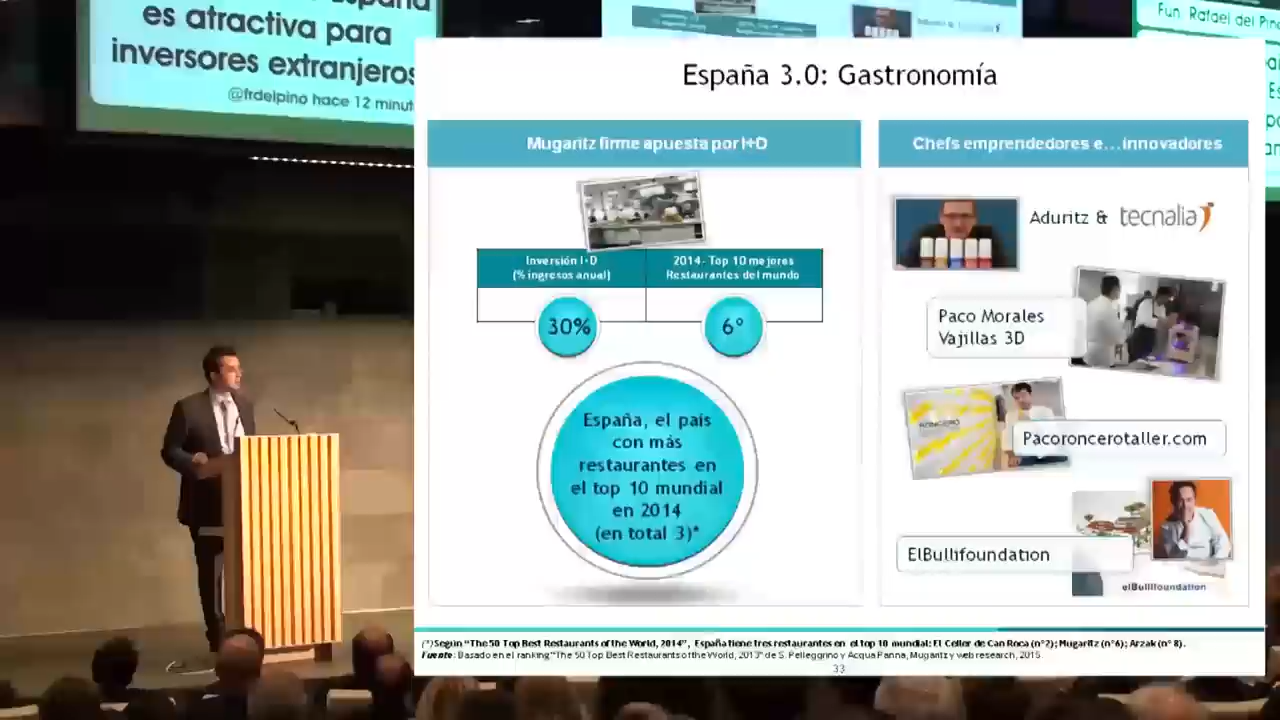 España
es atractiva para
inversores extranjeros
@frdelpino hace 12 minut
Fun. Rafael del Pino
España 3.0: Gastronomía
Mugaritz firme apuesta por I+D
Chefs emprendedores e...innovadores
Inversión I+D
(% ingresos anual)
2014- Top 10 mejores
Restaurantes del mundo
30%
6º
España, el país
con más
restaurantes en
el top 10 mundial
en 2014
(en total 3)*
Aduritz & tecnalia
Paco Morales
Vajillas 3D
Pacoroncerotaller.com
ElBullifoundation
elBullifoundation
(*) Según "The 50 Top Best Restaurants of the World, 2014", España tiene tres restaurantes en el top 10 mundial: El Celler de Can Roca (nº2); Mugaritz (nº6); Arzak (nº 8).
Fuente: Basado en el ranking "The 50 Top Best Restaurants of the World, 2013" de S. Pellegrino y Acqua Panna, Mugaritz y web research, 2015.
33